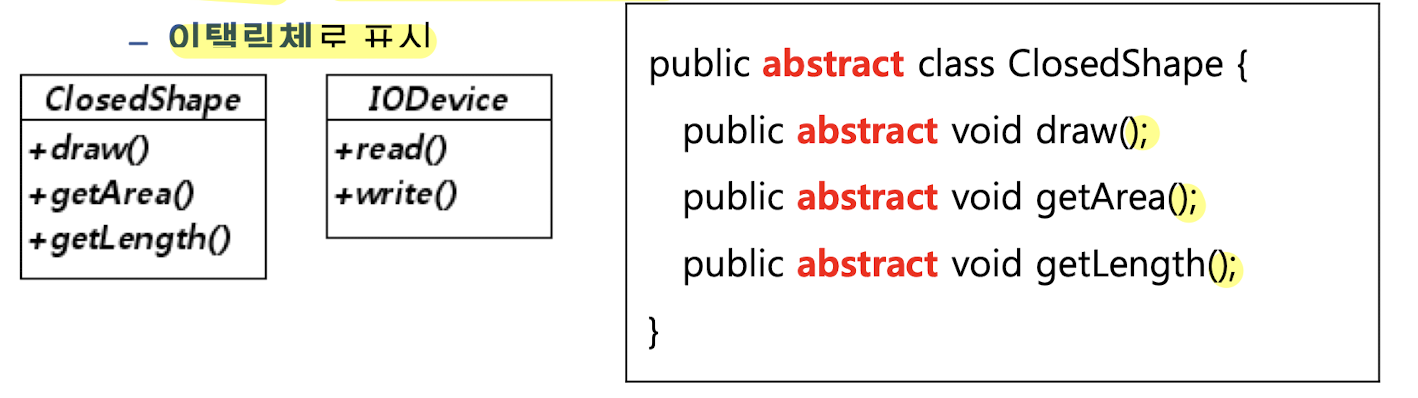 – 이택릭체로 표시
ClosedShape
+draw()
+getArea()
+getLength()
IODevice
+read()
+write()
public abstract class ClosedShape {
public abstract void draw();
public abstract void getArea();
public abstract void getLength();
}